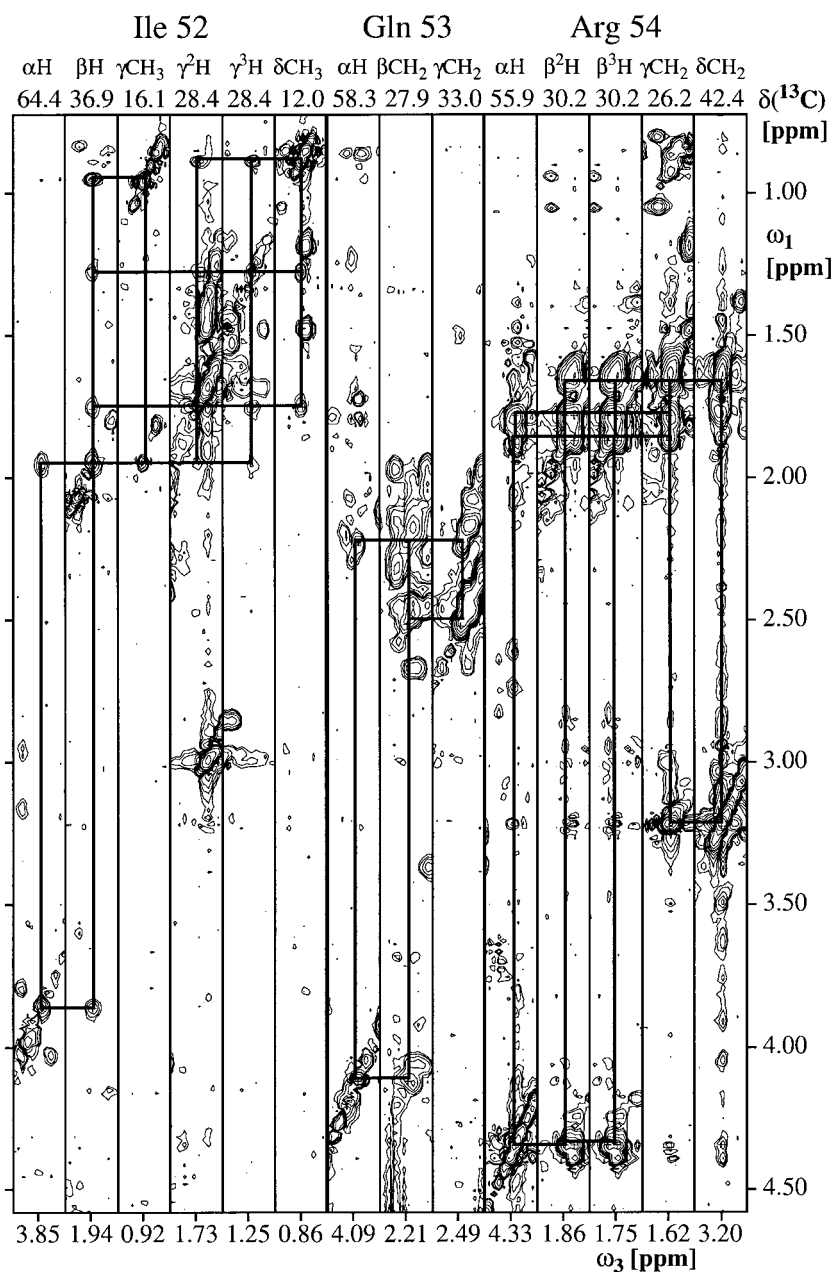 Ile 52 Gln 53 Arg 54
αH βH γCH₃ γ²H γ³H δCH₃ αH βCH₂ γCH₂ αH β²H β³H γCH₂ δCH₂
64.4 36.9 16.1 28.4 28.4 12.0 58.3 27.9 33.0 55.9 30.2 30.2 26.2 42.4 δ(¹³C)
[ppm]
1.00
ω₁
[ppm]
1.50
2.00
2.50
3.00
3.50
4.00
4.50
3.85 1.94 0.92 1.73 1.25 0.86 4.09 2.21 2.49 4.33 1.86 1.75 1.62 3.20
ω₃ [ppm]